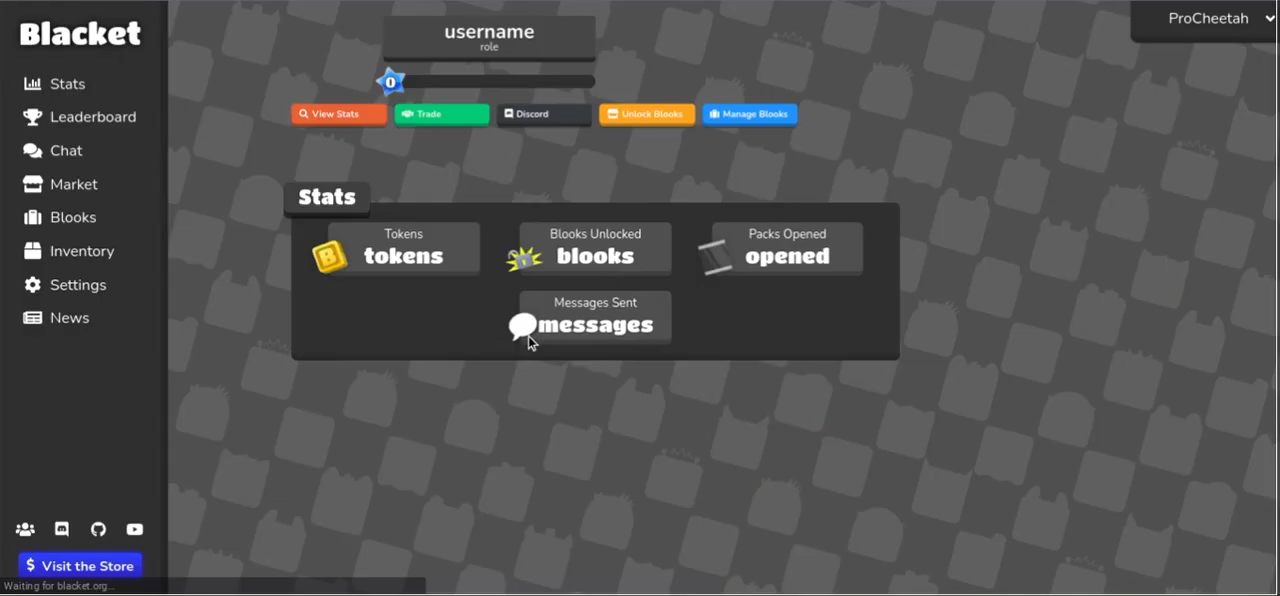 Blacket
Stats
Leaderboard
Chat
Market
Blooks
Inventory
Settings
News
$ Visit the Store
Waiting for blacket.org...
username
role
0
View Stats
Trade
Discord
Unlock Blooks
Manage Blooks
ProCheetah
Stats
Tokens
tokens
Blooks Unlocked
blooks
Packs Opened
opened
Messages Sent
messages
B